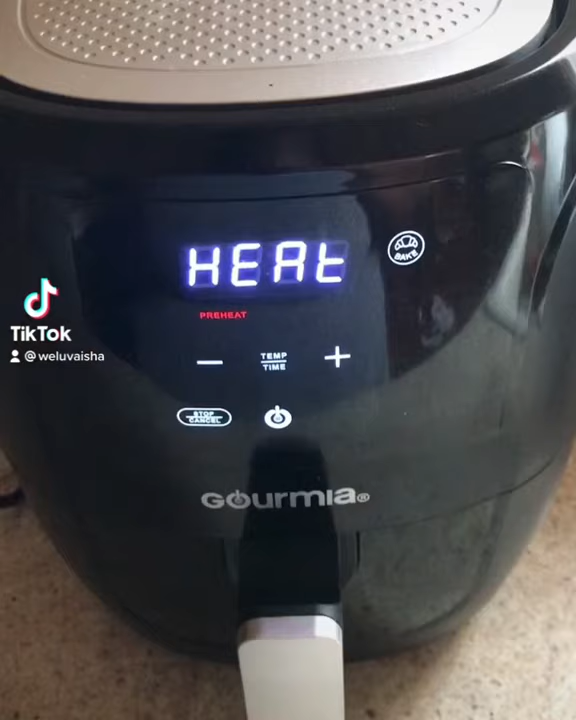 HEAt
BAKE
PREHEAT
TikTok
@weluvaisha
− TEMP +
TIME
STOP
CANCEL
Gourmia®